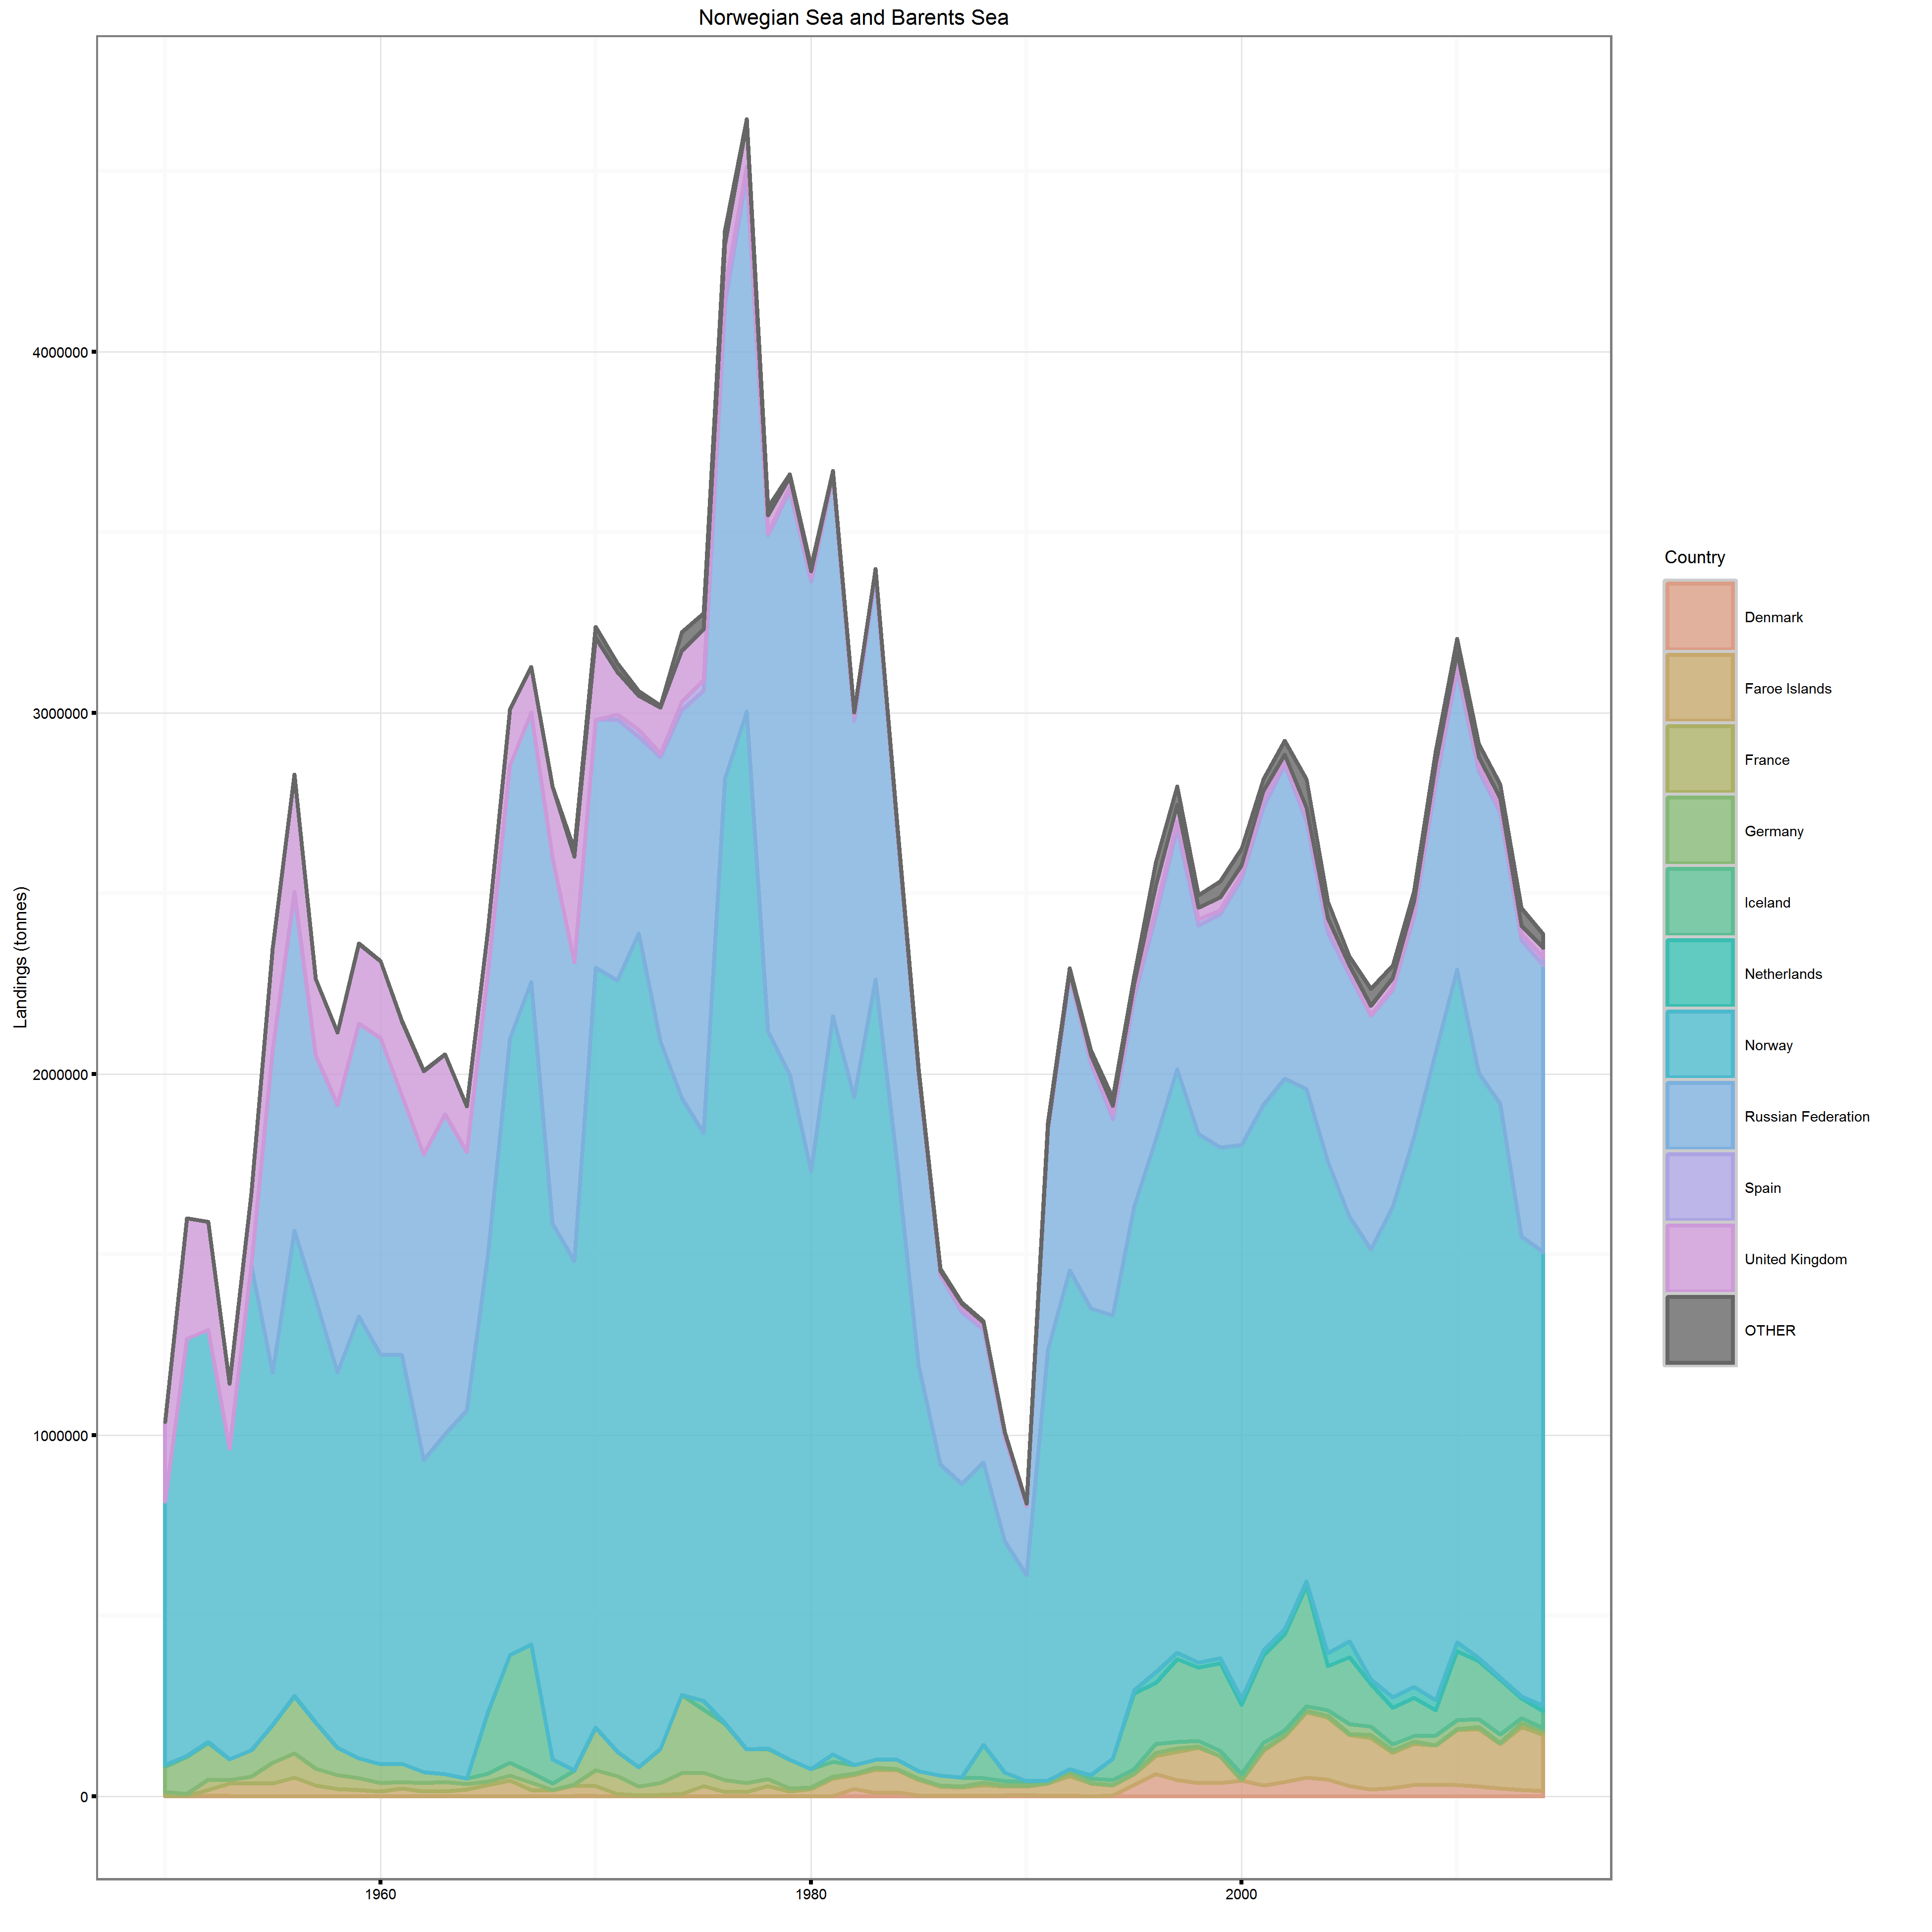 Norwegian Sea and Barents Sea
Landings (tonnes)
4000000
3000000
2000000
1000000
0
1960
1980
2000
Country
Denmark
Faroe Islands
France
Germany
Iceland
Netherlands
Norway
Russian Federation
Spain
United Kingdom
OTHER